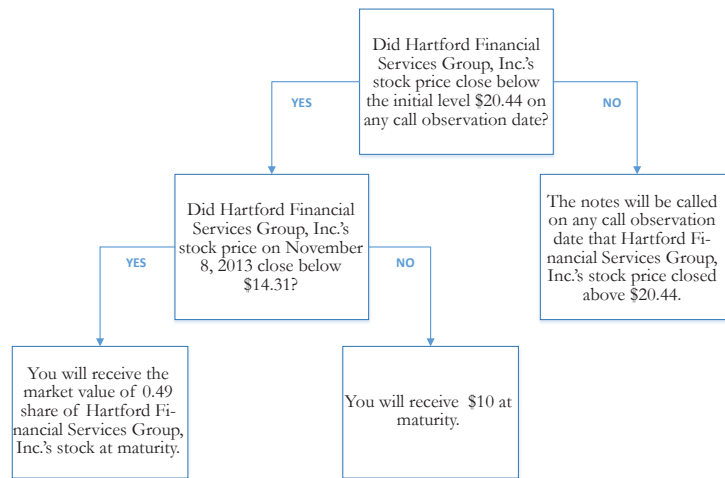 Did Hartford Financial
Services Group, Inc.'s
stock price close below
the initial level $20.44 on
any call observation date?
YES
NO
Did Hartford Financial
Services Group, Inc.'s
stock price on November
8, 2013 close below
$14.31?
The notes will be called
on any call observation
date that Hartford Fi-
nancial Services Group,
Inc.'s stock price closed
above $20.44.
YES
NO
You will receive the
market value of 0.49
share of Hartford Fi-
nancial Services Group,
Inc.'s stock at maturity.
You will receive $10 at
maturity.